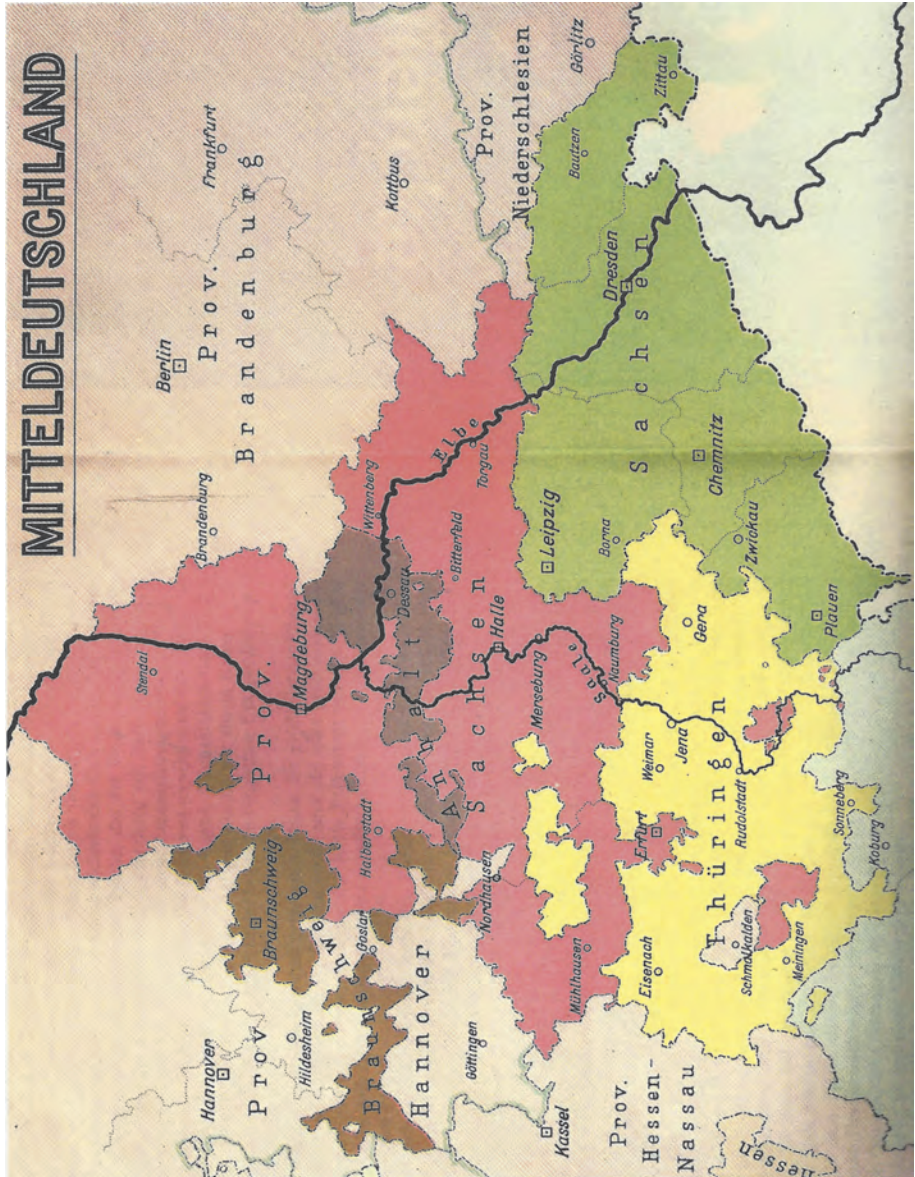 MITTELDEUTSCHLAND
Stendal
Berlin
Brandenburg
Frankfurt
Hannover
Prov.
Braunschweig
Prov.
Prov.
Brandenburg
Hildesheim
Magdeburg
Goslar
Halberstadt
Wittenberg
Braunschweig
Dessau
Kottbus
Hannover
Anhalt
Elbe
Göttingen
Nordhausen
Sachsen
Bitterfeld
Torgau
Prov.
Niederschlesien
Halle
Kassel
Merseburg
Leipzig
Mühlhausen
Saale
Naumburg
Borna
Bautzen
Görlitz
Prov.
Hessen-
Nassau
Eisenach
Erfurt
Weimar
Jena
Gera
Sachsen
Dresden
Zittau
Thüringen
Chemnitz
Schmalkalden
Rudolstadt
Zwickau
Meiningen
Plauen
Sonneberg
Koburg
Hessen